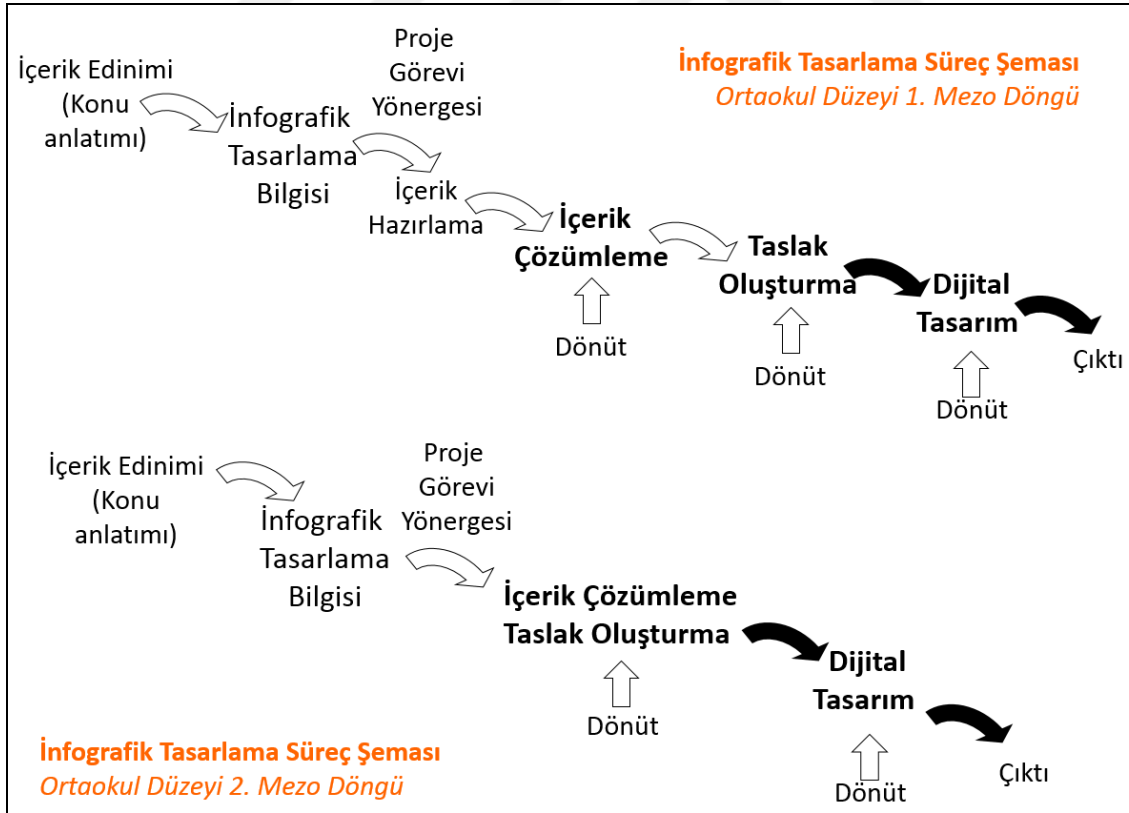 İnfografik Tasarlama Süreç Şeması
Ortaokul Düzeyi 1. Mezo Döngü
İçerik Edinimi
(Konu
anlatımı)
İnfografik
Tasarlama
Bilgisi
Proje
Görevi
Yönergesi
İçerik
Hazırlama
İçerik
Çözümleme
Dönüt
Taslak
Oluşturma
Dönüt
Dijital
Tasarım
Dönüt
Çıktı
İçerik Edinimi
(Konu
anlatımı)
İnfografik
Tasarlama
Bilgisi
Proje
Görevi
Yönergesi
İçerik Çözümleme
Taslak Oluşturma
Dönüt
Dijital
Tasarım
Dönüt
Çıktı
İnfografik Tasarlama Süreç Şeması
Ortaokul Düzeyi 2. Mezo Döngü